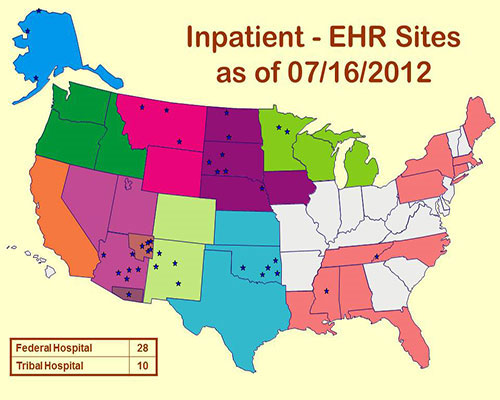 Inpatient - EHR Sites
as of 07/16/2012
Federal Hospital 28
Tribal Hospital 10